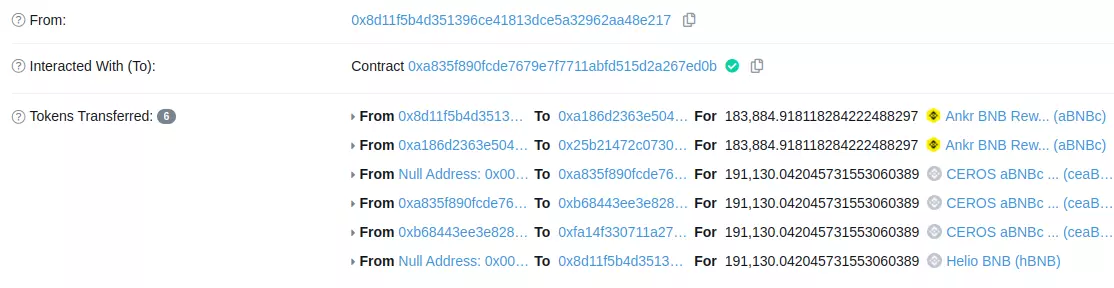 From: 0x8d11f5b4d351396ce41813dce5a32962aa48e217
Interacted With (To): Contract 0xa835f890fcde7679e7f7711abfd515d2a267ed0b
Tokens Transferred: 6 From 0x8d11f5b4d3513... To 0xa186d2363e504... For 183,884.918118284222488297 Ankr BNB Rew... (aBNBc)
From 0xa186d2363e504... To 0x25b21472c0730... For 183,884.918118284222488297 Ankr BNB Rew... (aBNBc)
From Null Address: 0x00... To 0xa835f890fcde76... For 191,130.042045731553060389 CEROS aBNBc ... (ceaB...
From 0xa835f890fcde76... To 0xb68443ee3e828... For 191,130.042045731553060389 CEROS aBNBc ... (ceaB...
From 0xb68443ee3e828... To 0xfa14f330711a27... For 191,130.042045731553060389 CEROS aBNBc ... (ceaB...
From Null Address: 0x00... To 0x8d11f5b4d3513... For 191,130.042045731553060389 Helio BNB (hBNB)